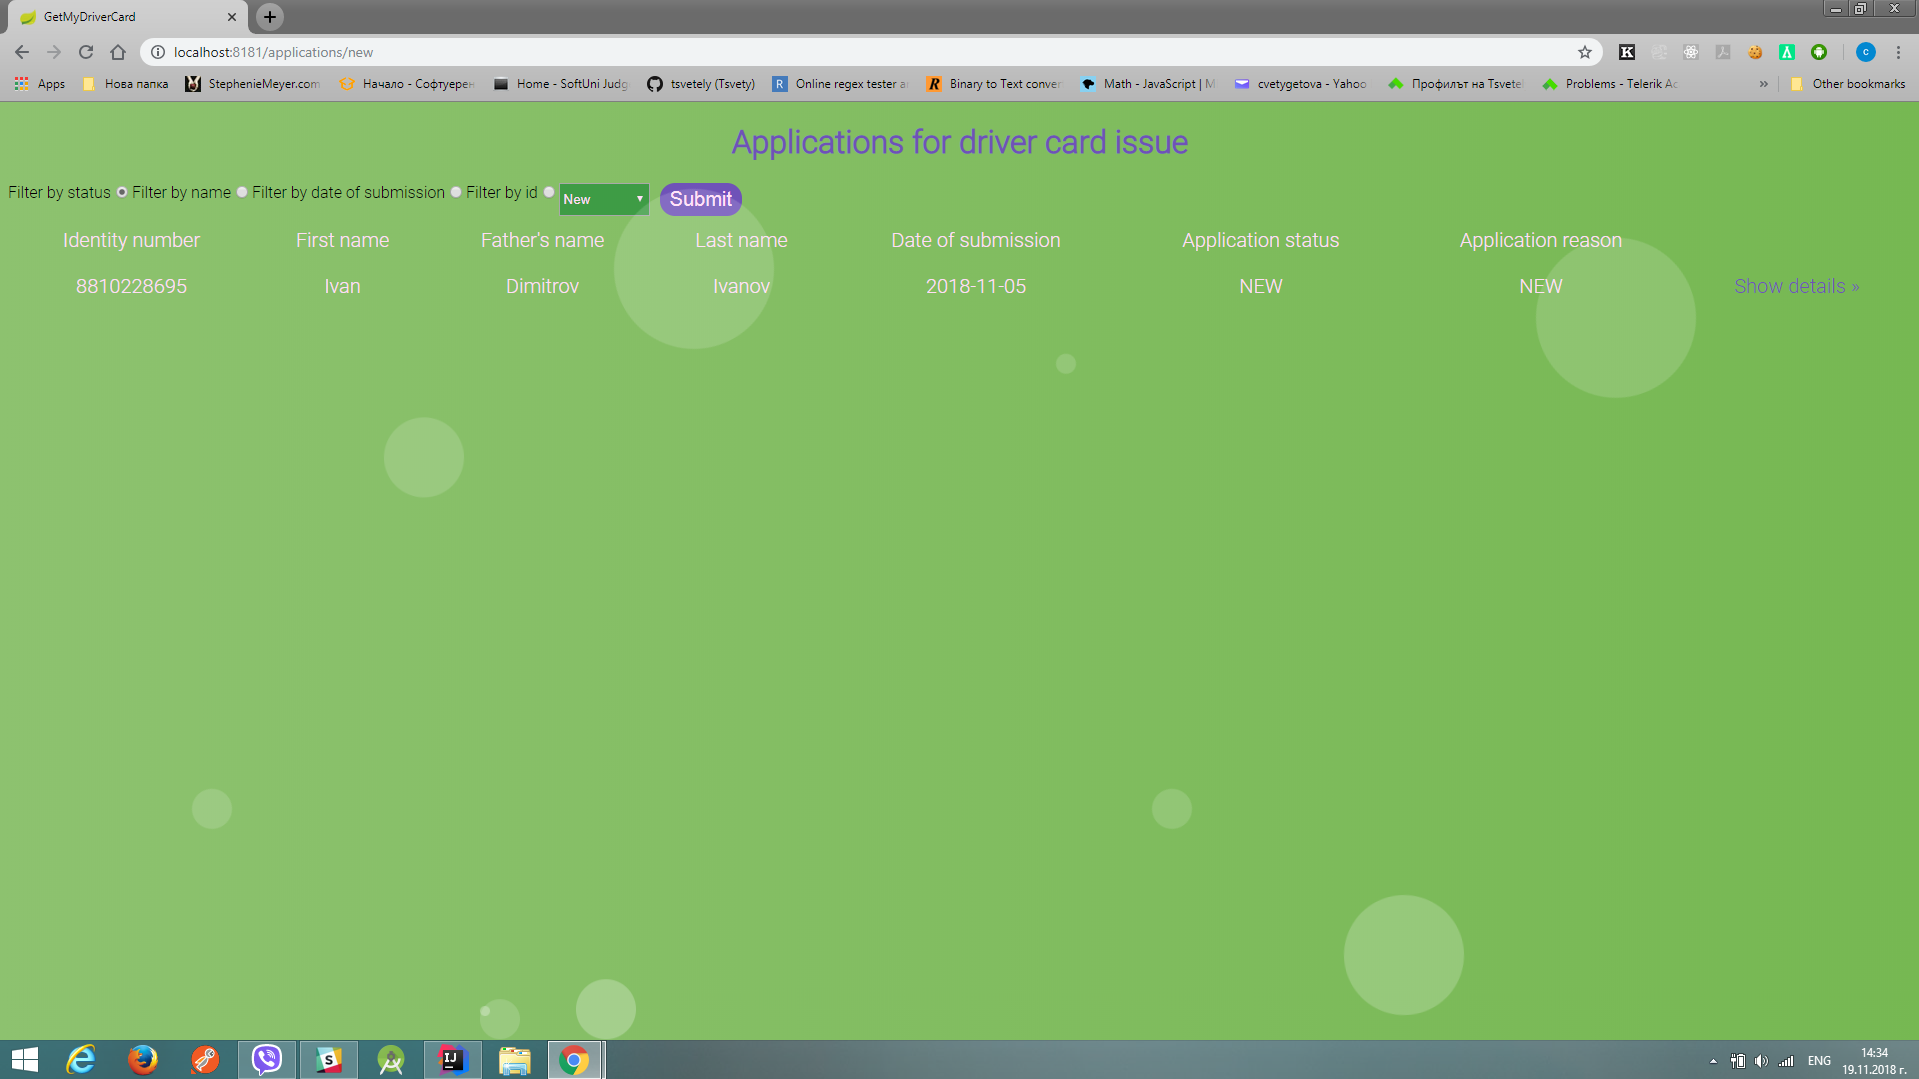 GetMyDriverCard
localhost:8181/applications/new
Apps Нова папка StephenieMeyer.com Начало - Софтуерен Home - SoftUni Judg tsvetely (Tsvety) Online regex tester a Binary to Text conver Math - JavaScript | M cvetygetova - Yahoo Профилът на Tsvetel Problems - Telerik Ac » Other bookmarks
Applications for driver card issue
Filter by status Filter by name Filter by date of submission Filter by id New Submit
Identity number First name Father's name Last name Date of submission Application status Application reason
8810228695 Ivan Dimitrov Ivanov 2018-11-05 NEW NEW Show details »
ENG 14:34
19.11.2018 г.